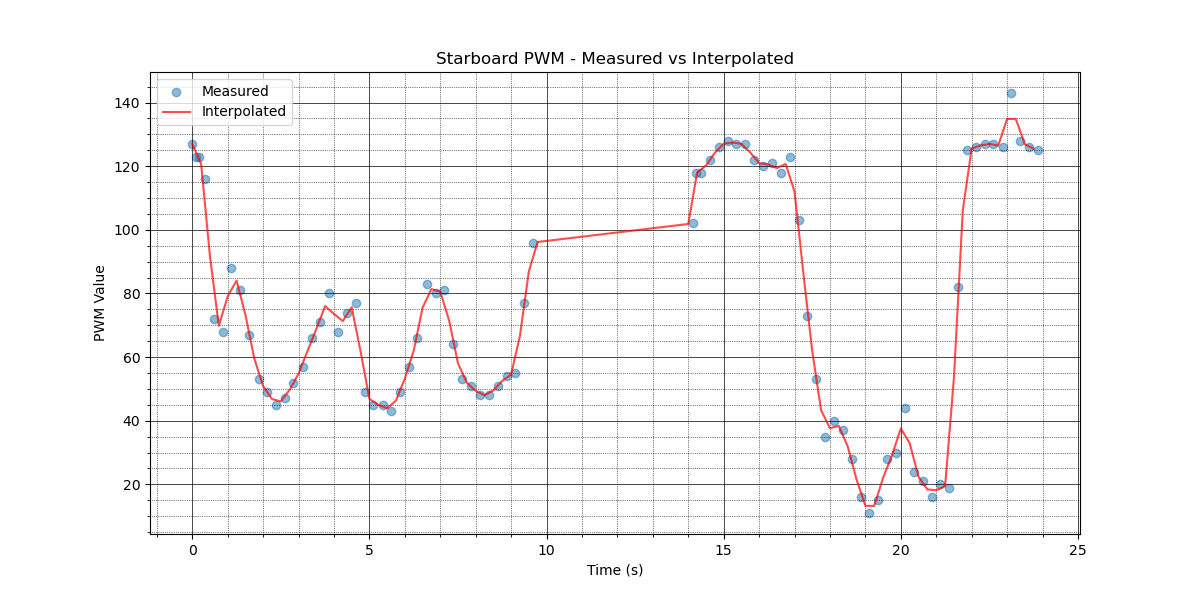 Starboard PWM - Measured vs Interpolated
Measured
Interpolated
PWM Value
140
120
100
80
60
40
20
0 5 10 15 20 25
Time (s)